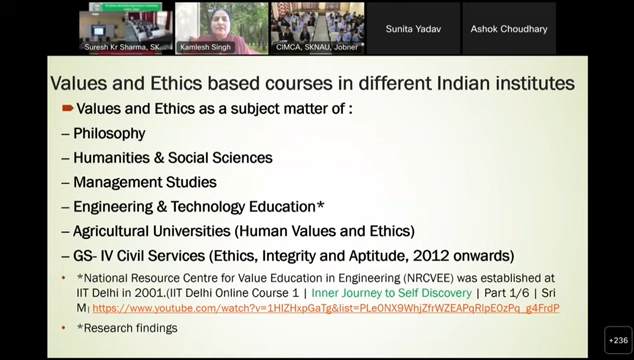 Suresh Kr Sharma, SK...
Kamlesh Singh
CIMCA, SKNAU, Jobner
Sunita Yadav
Ashok Choudhary
Values and Ethics based courses in different Indian institutes
Values and Ethics as a subject matter of :
– Philosophy
– Humanities & Social Sciences
– Management Studies
– Engineering & Technology Education*
– Agricultural Universities (Human Values and Ethics)
– GS- IV Civil Services (Ethics, Integrity and Aptitude, 2012 onwards)
• *National Resource Centre for Value Education in Engineering (NRCVEE) was established at
IIT Delhi in 2001.(IIT Delhi Online Course 1 | Inner Journey to Self Discovery | Part 1/6 | Sri
M| https://www.youtube.com/watch?v=1HIZHxpGaTg&list=PLe0NX9WhjZfrWZEAPqRlpE0zPq_g4FrdP
• *Research findings
+236